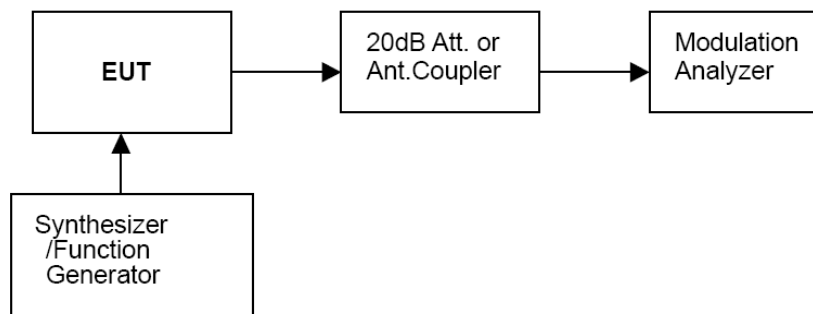 EUT
20dB Att. or
Ant.Coupler
Modulation
Analyzer
Synthesizer
/Function
Generator